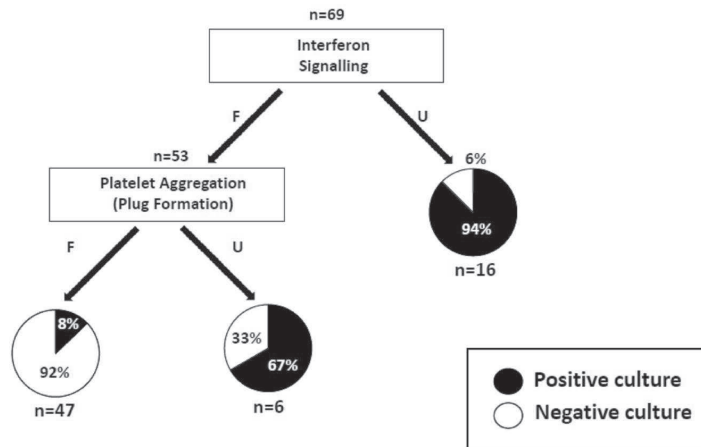 n=69
Interferon
Signalling
F
U
n=53
6%
Platelet Aggregation
(Plug Formation)
94%
n=16
F
U
8%
92%
n=47
33%
67%
n=6
Positive culture
Negative culture